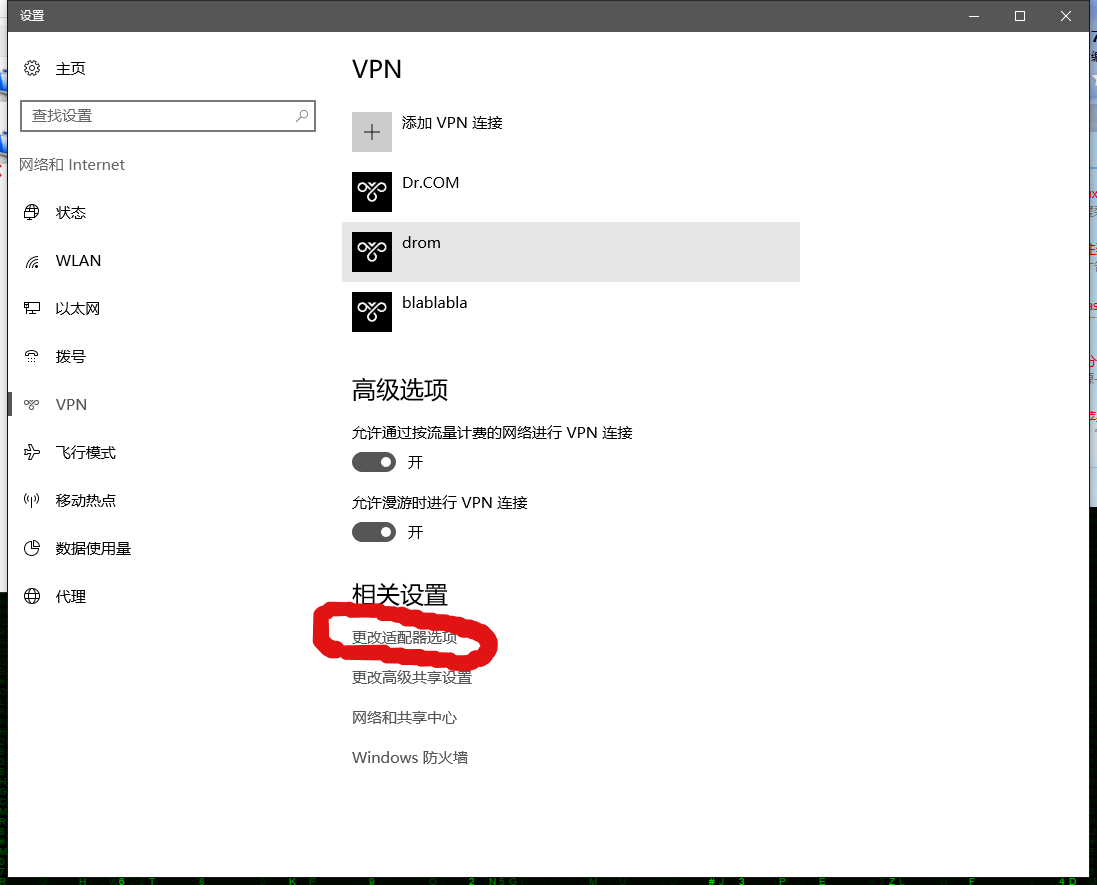 设置
主页
查找设置
网络和 Internet
状态
WLAN
以太网
拨号
VPN
飞行模式
移动热点
数据使用量
代理
VPN
添加 VPN 连接
Dr.COM
drom
blablabla
高级选项
允许通过按流量计费的网络进行 VPN 连接
开
允许漫游时进行 VPN 连接
开
相关设置
更改适配器选项
更改高级共享设置
网络和共享中心
Windows 防火墙